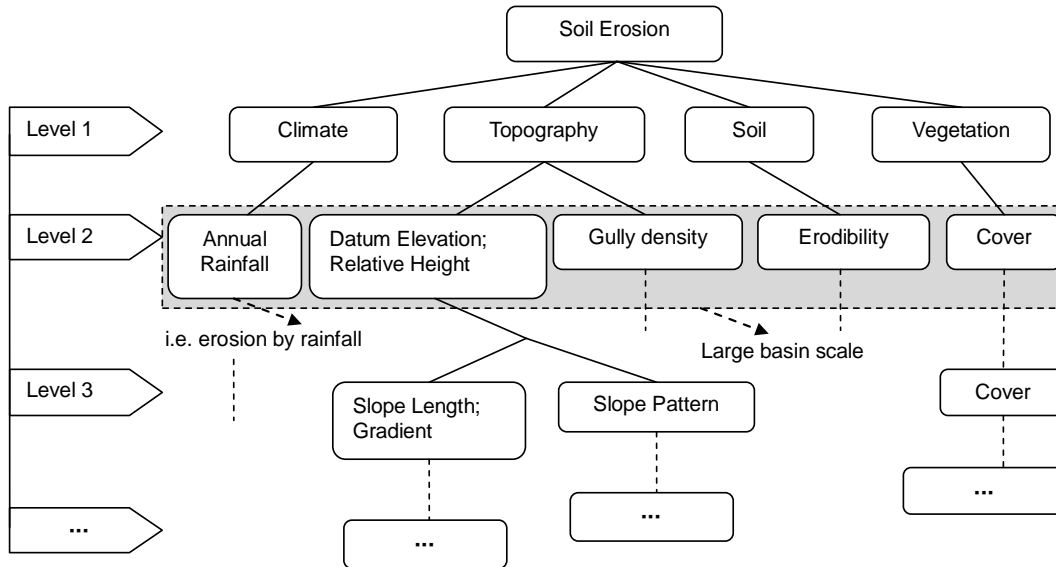 Soil Erosion
Level 1
Climate
Topography
Soil
Vegetation
Level 2
Annual
Rainfall
Datum Elevation;
Relative Height
Gully density
Erodibility
Cover
i.e. erosion by rainfall
Large basin scale
Level 3
Slope Length;
Gradient
Slope Pattern
Cover
...
...
...
...